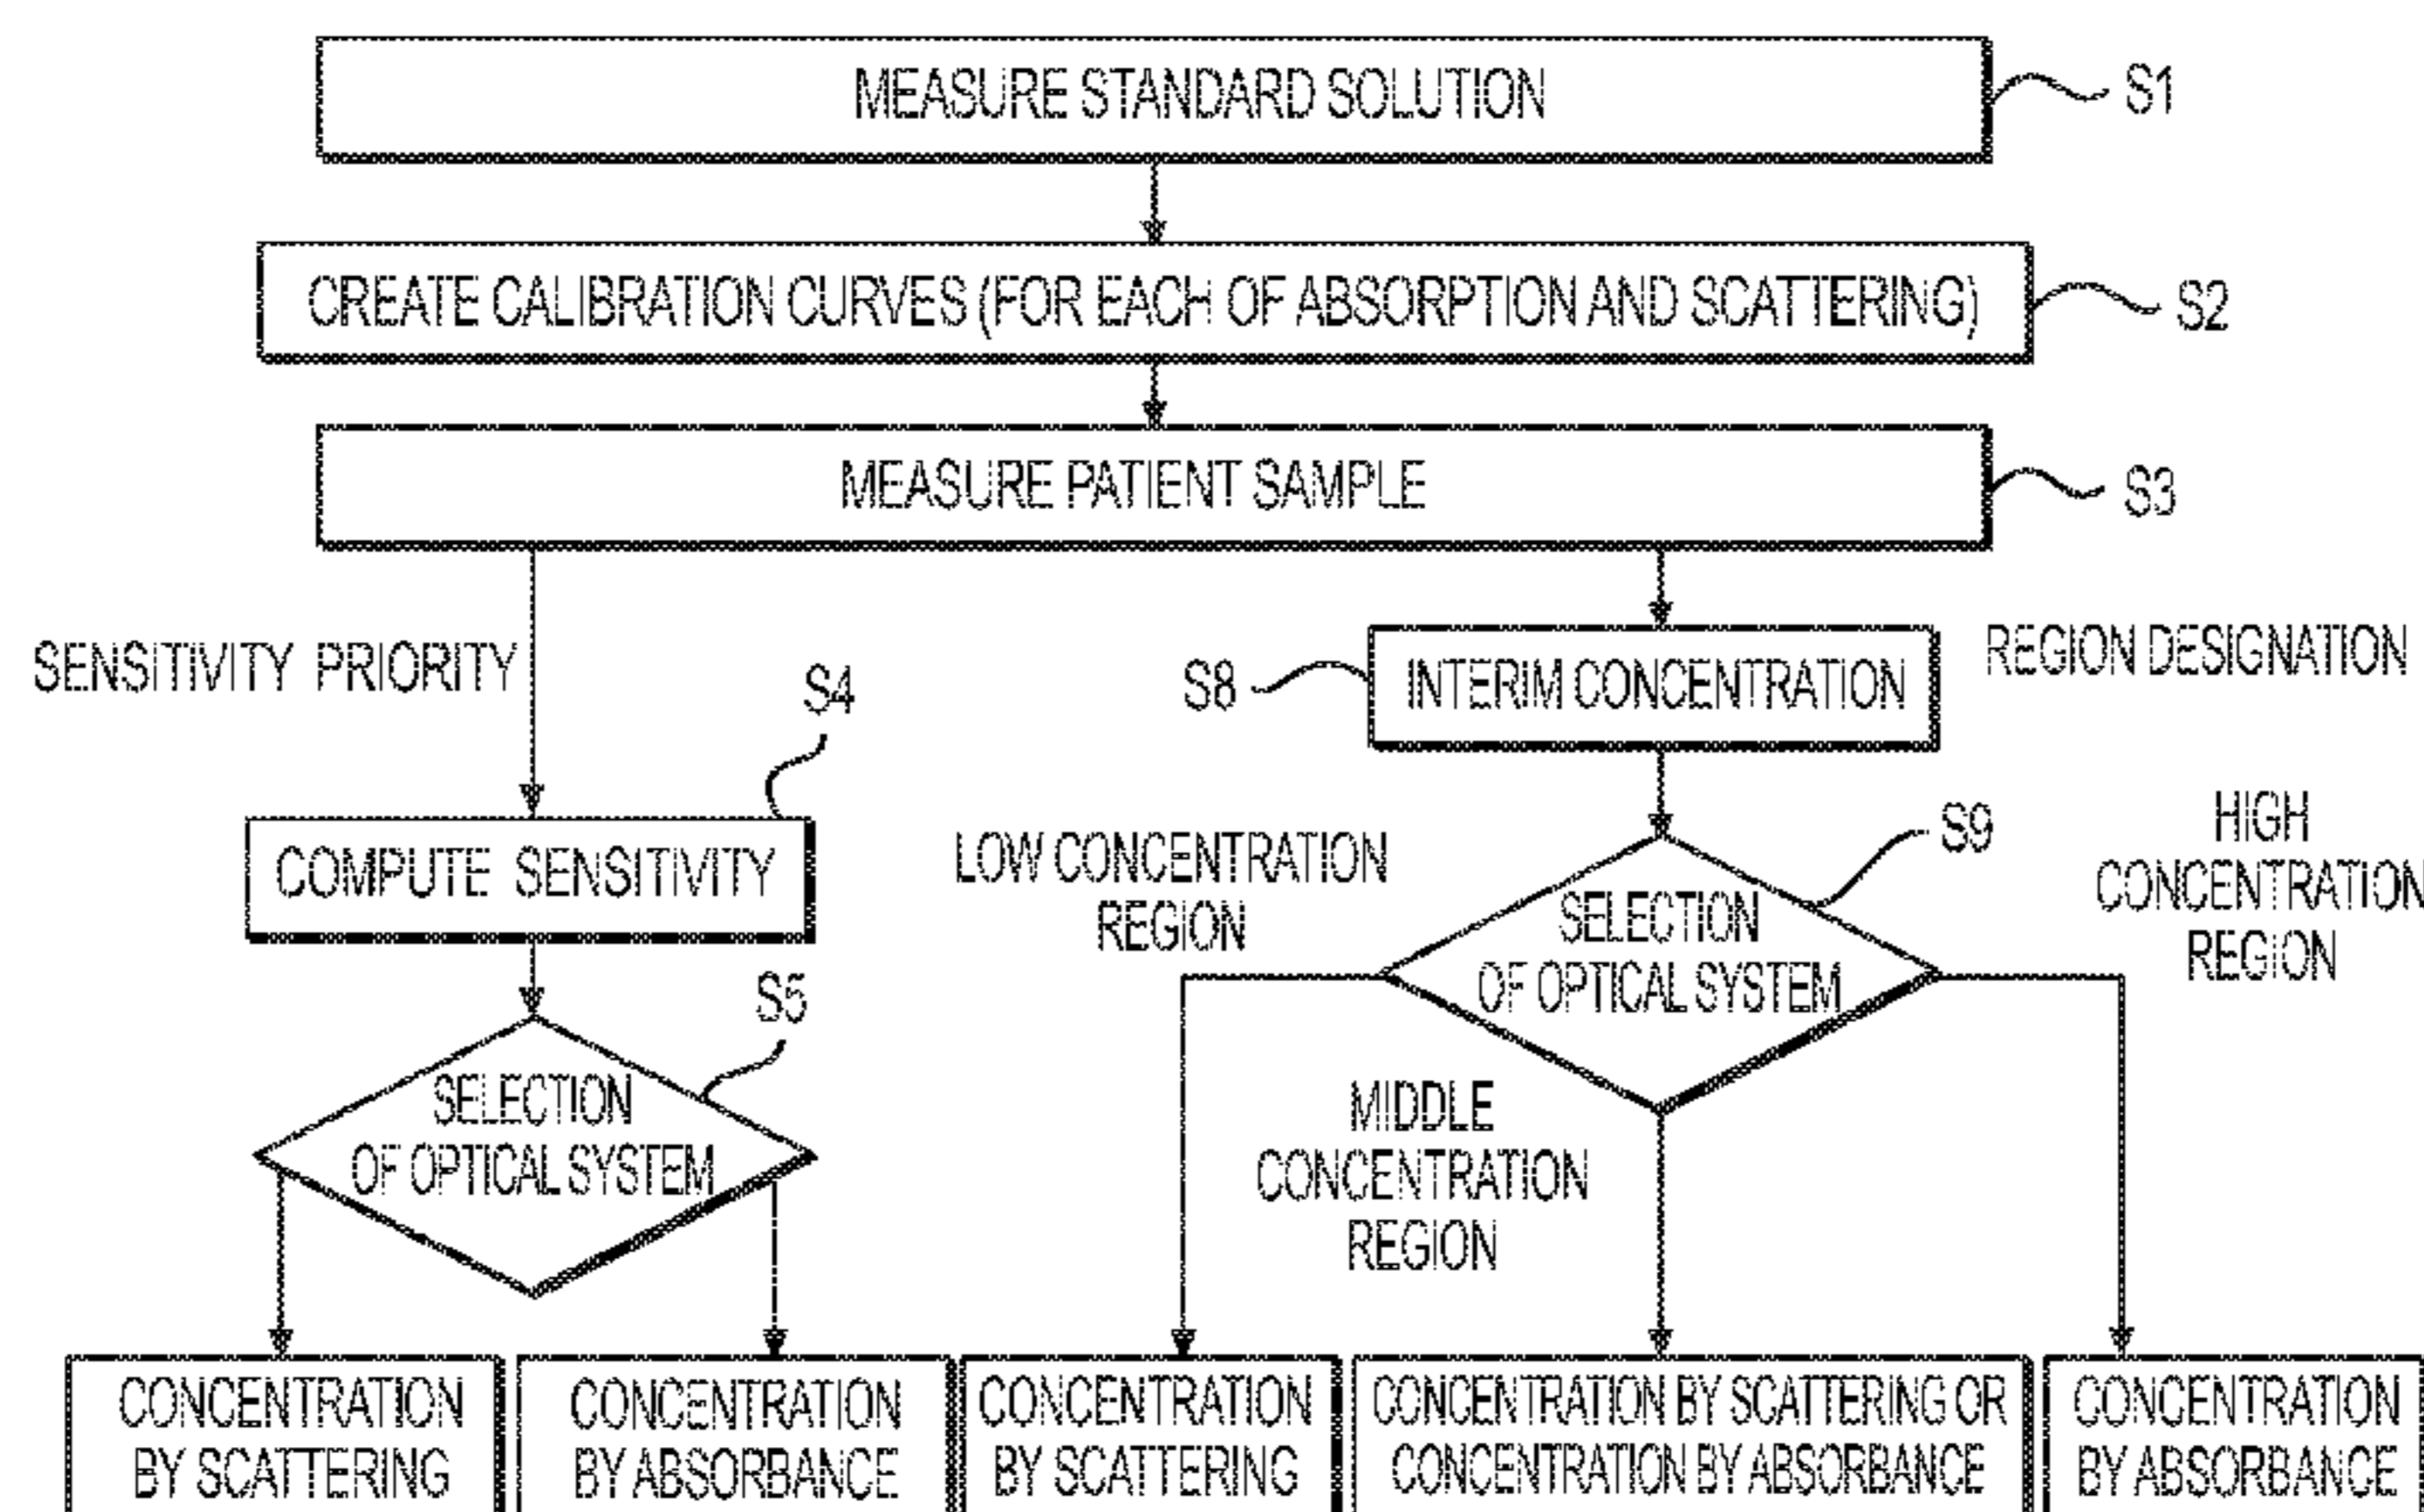 MEASURE STANDARD SOLUTION
S1
CREATE CALIBRATION CURVES (FOR EACH OF ABSORPTION AND SCATTERING)
S2
MEASURE PATIENT SAMPLE
S3
SENSITIVITY PRIORITY
S4
S8
INTERIM CONCENTRATION
REGION DESIGNATION
COMPUTE SENSITIVITY
LOW CONCENTRATION
REGION
S9
HIGH
CONCENTRATION
REGION
SELECTION
OF OPTICAL SYSTEM
S5
SELECTION
OF OPTICAL SYSTEM
MIDDLE
CONCENTRATION
REGION
CONCENTRATION
BY SCATTERING
CONCENTRATION
BY ABSORBANCE
CONCENTRATION
BY SCATTERING
CONCENTRATION BY SCATTERING OR
CONCENTRATION BY ABSORBANCE
CONCENTRATION
BY ABSORBANCE